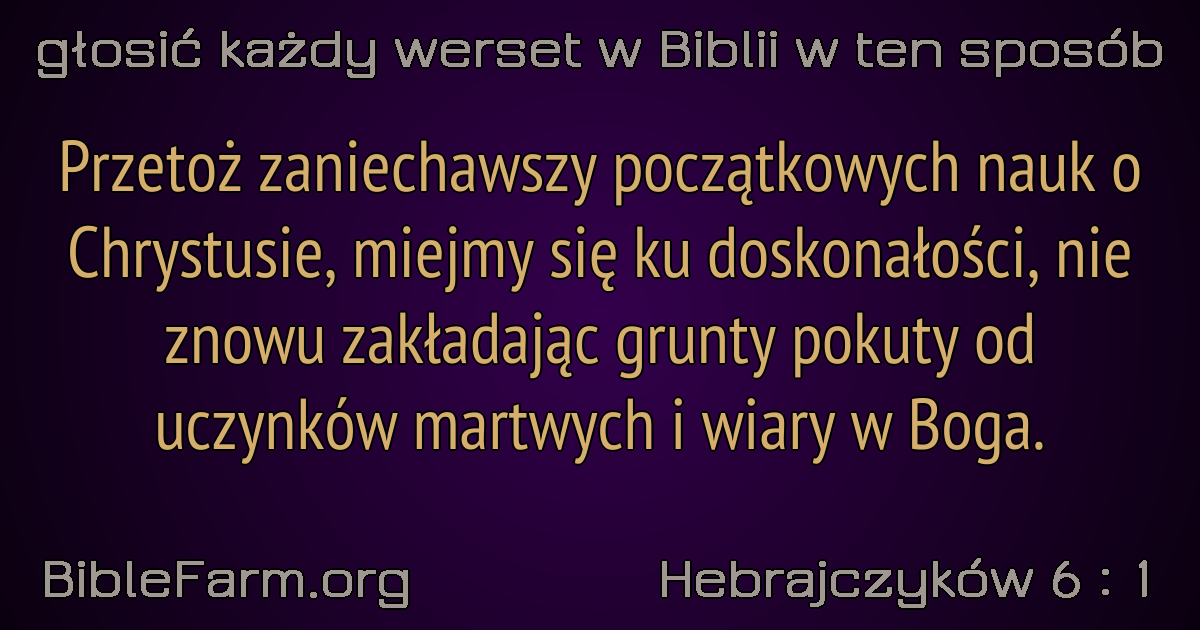 głosić każdy werset w Biblii w ten sposób
Przetoż zaniechawszy początkowych nauk o
Chrystusie, miejmy się ku doskonałości, nie
znowu zakładając grunty pokuty od
uczynków martwych i wiary w Boga.
BibleFarm.org
Hebrajczyków 6 : 1